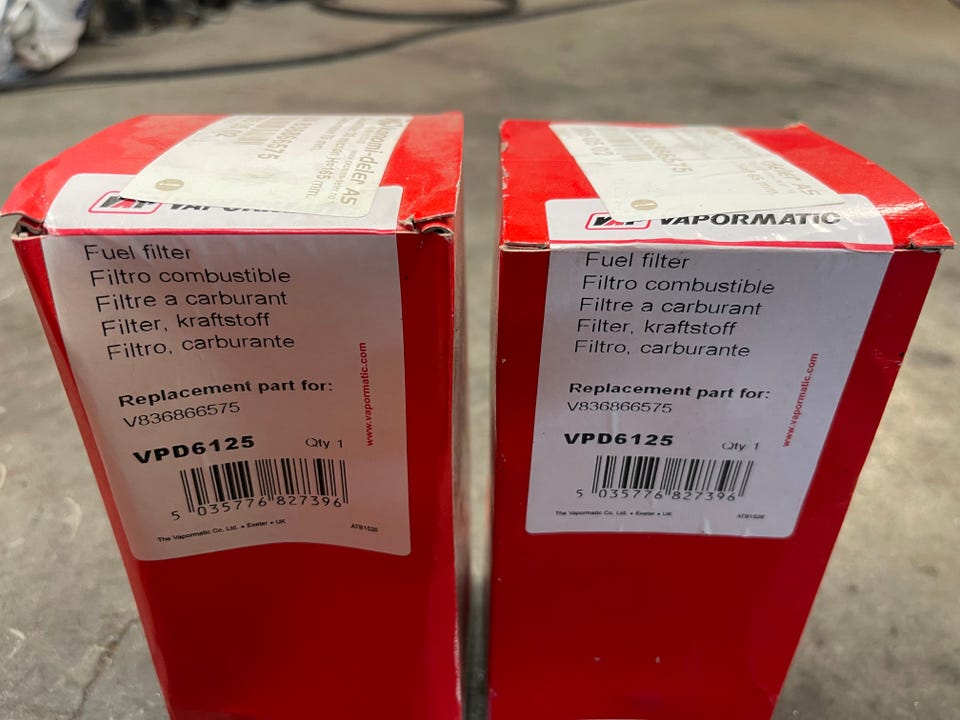 VAPORMATIC
Fuel filter
Filtro combustible
Filtre a carburant
Filter, kraftstoff
Filtro, carburante
Replacement part for:
V836866575
VPD6125 Qty 1
5 035776 827396
The Vapormatic Co. Ltd. • Exeter • UK ATB1526
www.vapormatic.com
VAPORMATIC
Fuel filter
Filtro combustible
Filtre a carburant
Filter, kraftstoff
Filtro, carburante
Replacement part for:
V836866575
VPD6125 Qty 1
5 035776 827396
The Vapormatic Co. Ltd. • Exeter • UK ATB1526
www.vapormatic.com